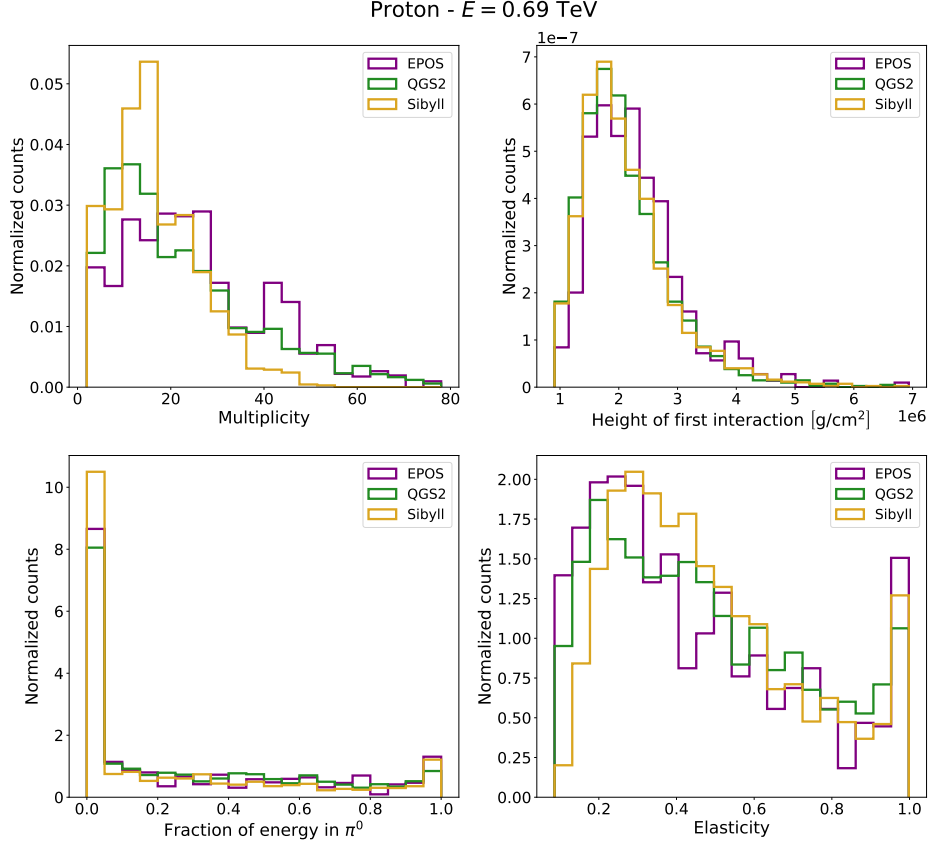 Proton - E = 0.69 TeV
EPOS
QGS2
Sibyll
Normalized counts
0.05
0.04
0.03
0.02
0.01
0.00
0 20 40 60 80
Multiplicity
1e−7
EPOS
QGS2
Sibyll
Normalized counts
7
6
5
4
3
2
1
0
1 2 3 4 5 6 7
1e6
Height of first interaction [g/cm²]
EPOS
QGS2
Sibyll
Normalized counts
10
8
6
4
2
0
0.0 0.2 0.4 0.6 0.8 1.0
Fraction of energy in π⁰
EPOS
QGS2
Sibyll
Normalized counts
2.00
1.75
1.50
1.25
1.00
0.75
0.50
0.25
0.00
0.2 0.4 0.6 0.8 1.0
Elasticity